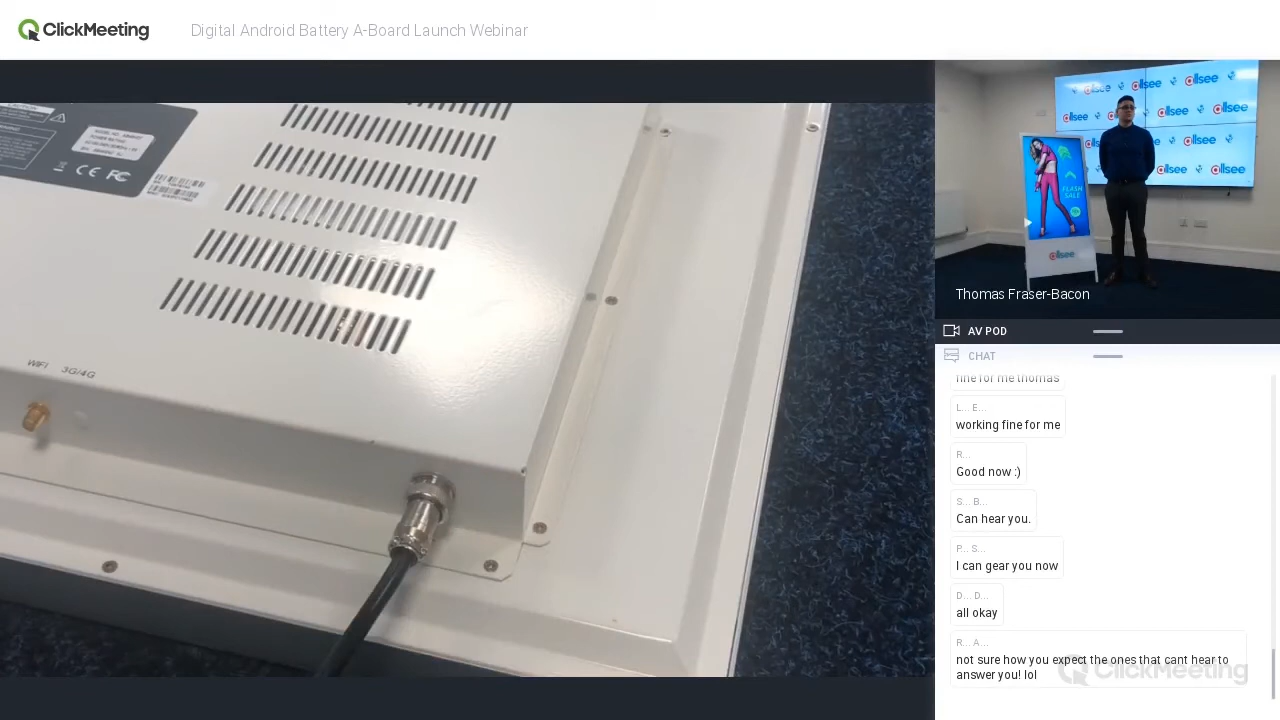 ClickMeeting
Digital Android Battery A-Board Launch Webinar
CE FC
WIFI 3G/4G
allsee
allsee
allsee
allsee
allsee
allsee
allsee
FLASH
SALE
allsee
Thomas Fraser-Bacon
AV POD
CHAT
fine for me thomas
L... E...
working fine for me
R...
Good now :)
S... B...
Can hear you.
P... S...
I can gear you now
D... D...
all okay
R... A...
not sure how you expect the ones that cant hear to
answer you! lol
ClickMeeting